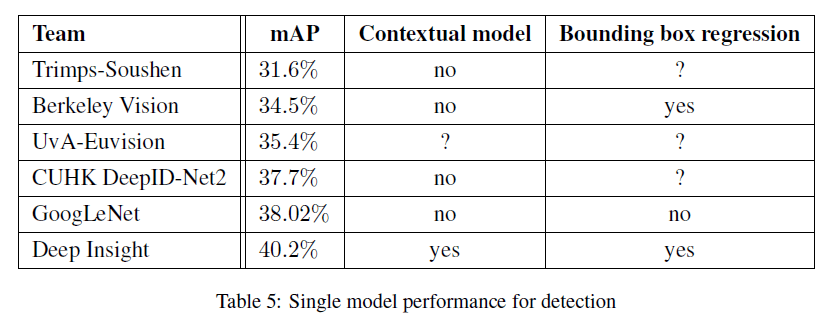 Team mAP Contextual model Bounding box regression
Trimps-Soushen 31.6% no ?
Berkeley Vision 34.5% no yes
UvA-Euvision 35.4% ? ?
CUHK DeepID-Net2 37.7% no ?
GoogLeNet 38.02% no no
Deep Insight 40.2% yes yes
Table 5: Single model performance for detection